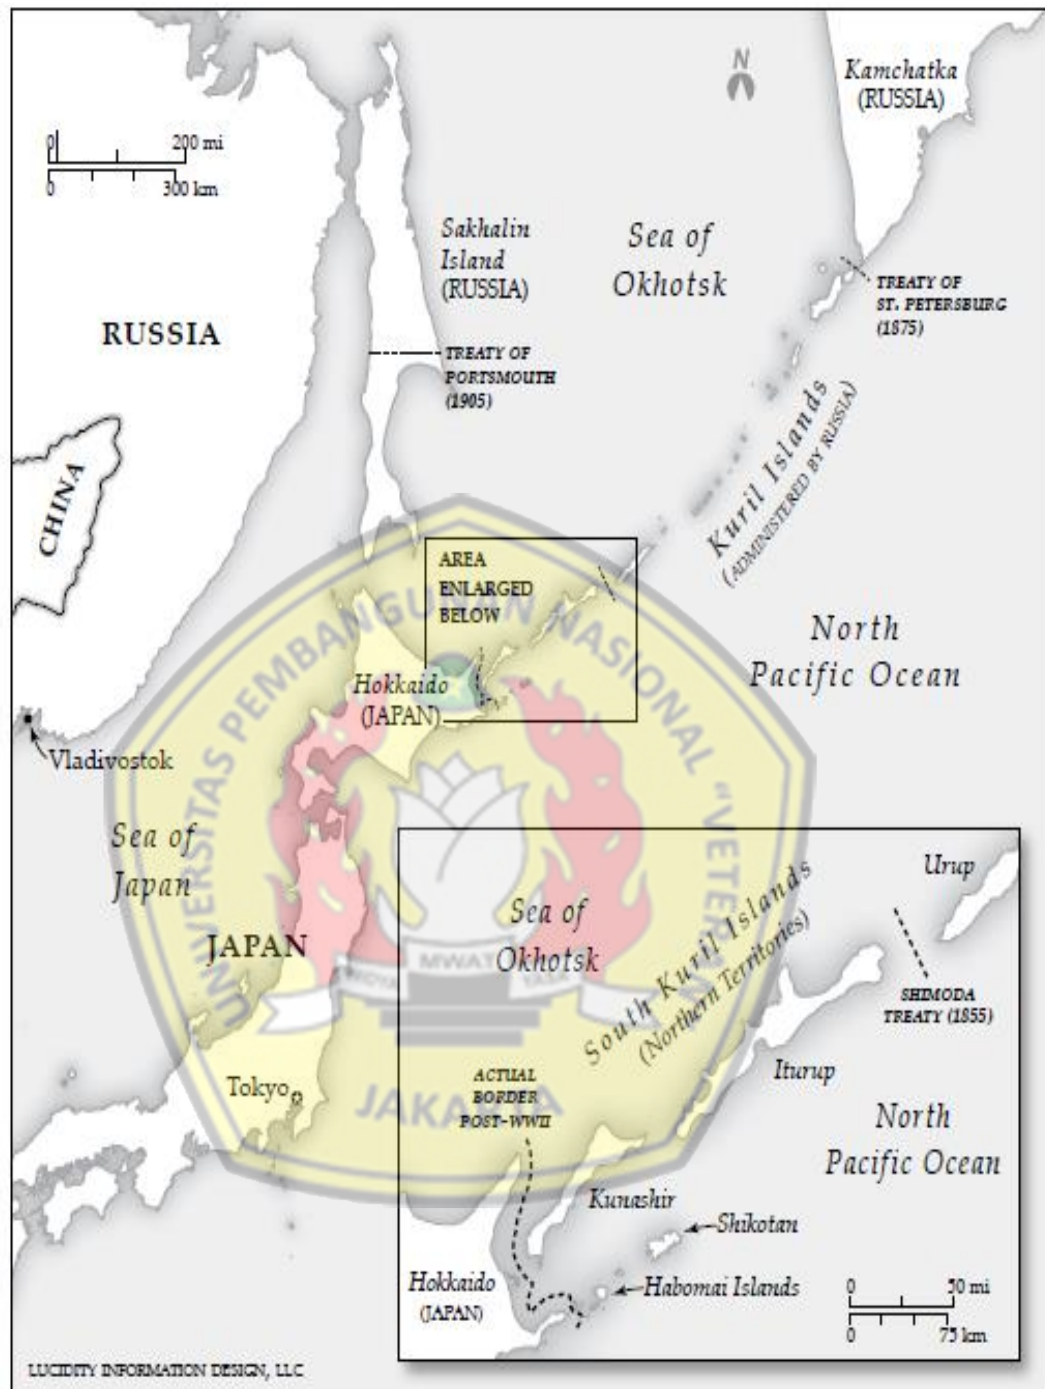 N
Kamchatka
(RUSSIA)
0 200 mi
0 300 km
Sakhalin
Island
(RUSSIA)
Sea of
Okhotsk
TREATY OF
ST. PETERSBURG
(1875)
RUSSIA
TREATY OF
PORTSMOUTH
(1905)
Kuril Islands
(ADMINISTERED BY RUSSIA)
CHINA
AREA
ENLARGED
BELOW
North
Pacific Ocean
Hokkaido
(JAPAN)
Vladivostok
Sea of
Japan
JAPAN
Tokyo
UNIVERSITAS PEMBANGUNAN NASIONAL "VETERAN"
WIDYA MWAT YASA
JAKARTA
Urup
Sea of
Okhotsk
South Kuril Islands
(Northern Territories)
SHIMODA
TREATY (1855)
Iturup
ACTUAL
BORDER
POST-WWII
North
Pacific Ocean
Kunashir
Shikotan
Habomai Islands
Hokkaido
(JAPAN)
0 50 mi
0 75 km
LUCIDITY INFORMATION DESIGN, LLC